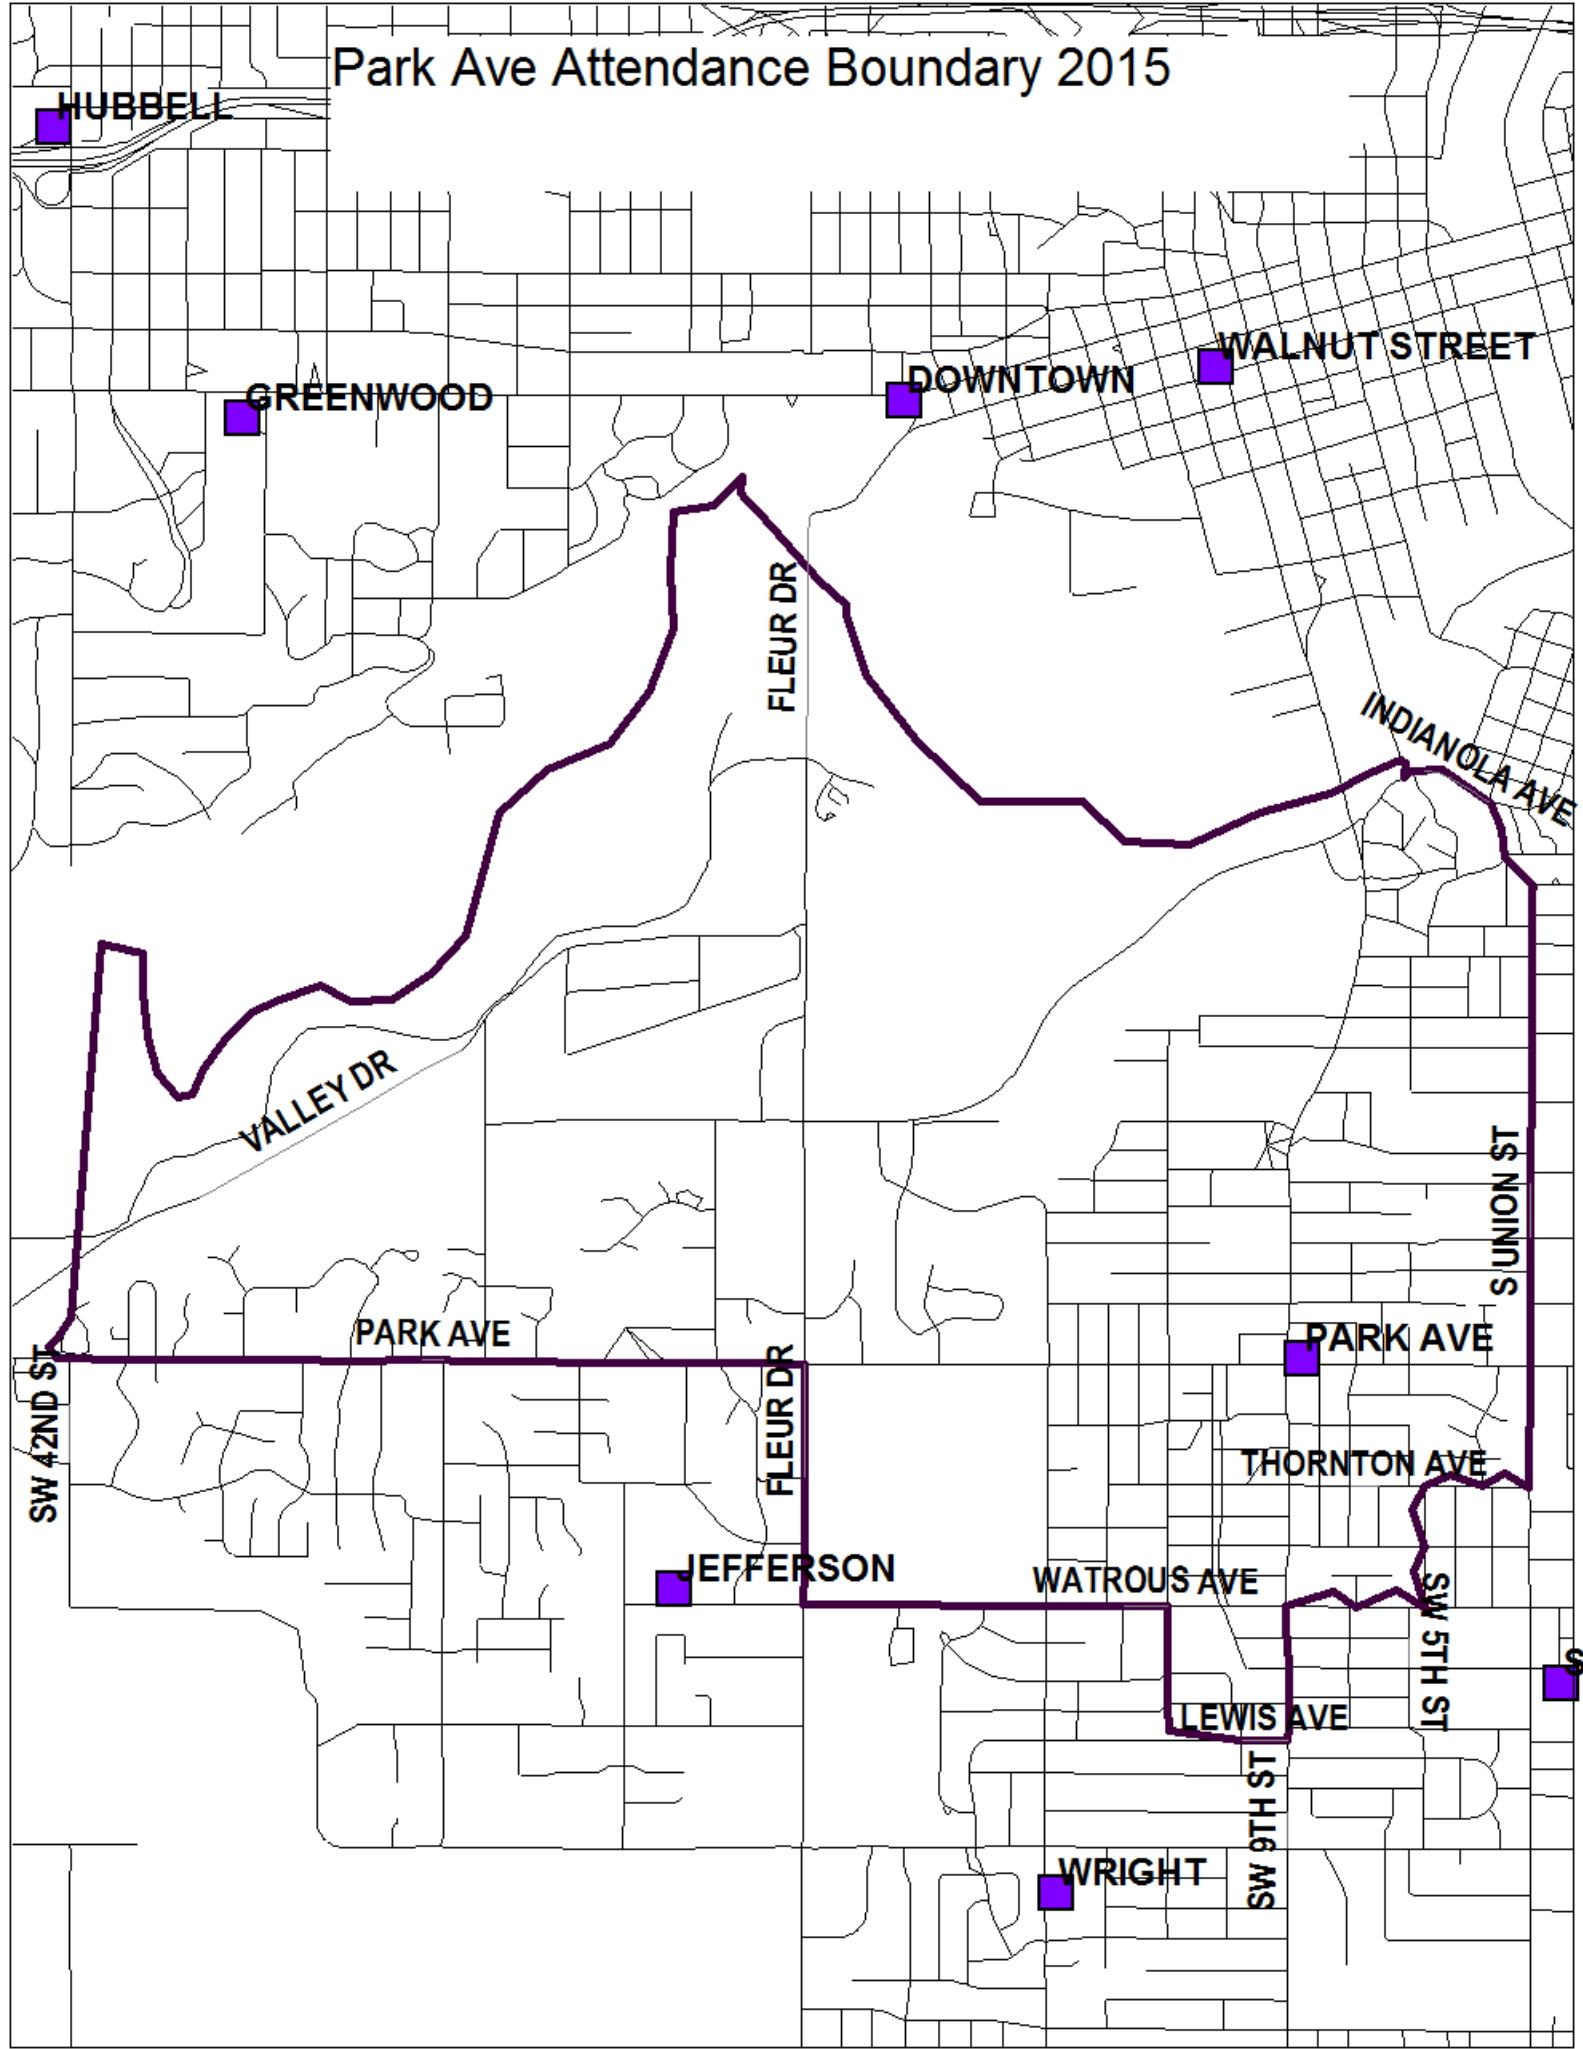 Park Ave Attendance Boundary 2015
HUBBELL
WALNUT STREET
DOWNTOWN
GREENWOOD
FLEUR DR
INDIANOLA AVE
VALLEY DR
S UNION ST
PARK AVE
PARK AVE
SW 42ND ST
FLEUR DR
THORNTON AVE
JEFFERSON
WATROUS AVE
SW 5TH ST
S
LEWIS AVE
SW 9TH ST
WRIGHT